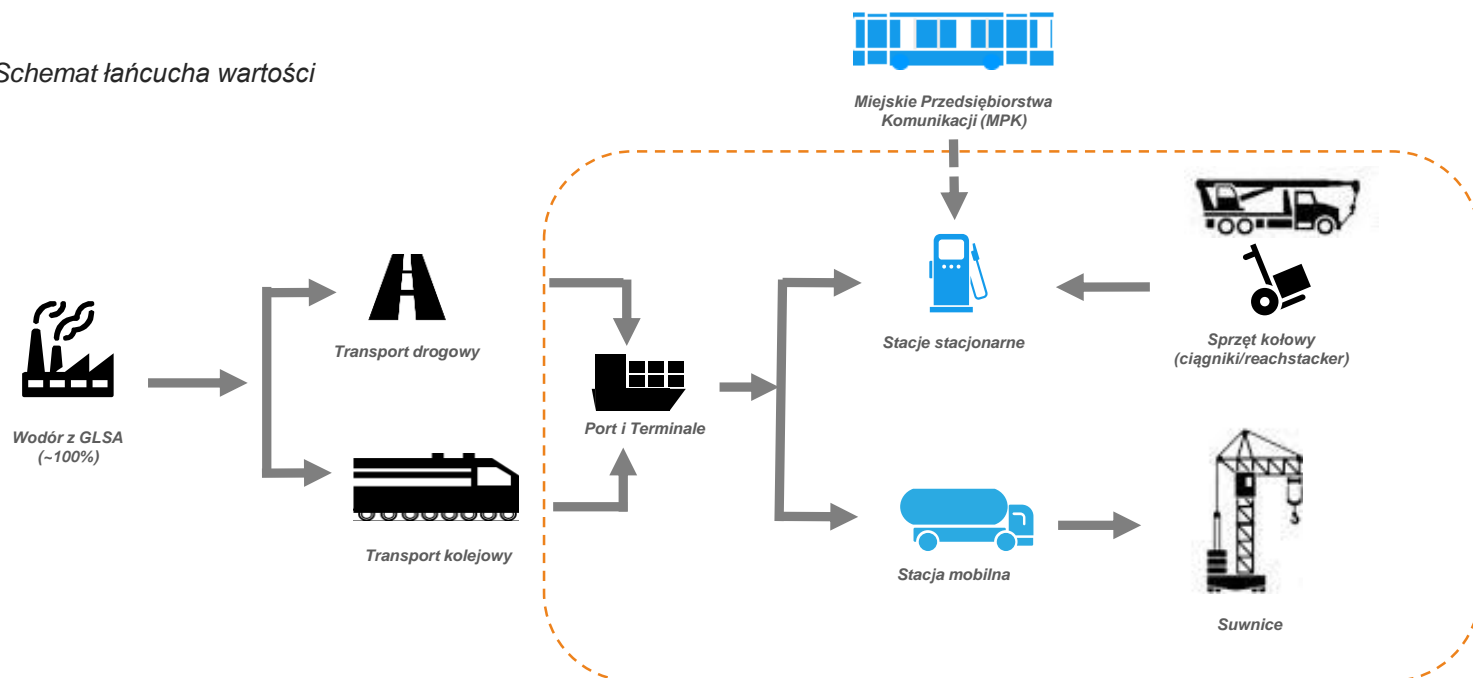 Schemat łańcucha wartości
Miejskie Przedsiębiorstwa
Komunikacji (MPK)
Transport drogowy
Stacje stacjonarne
Sprzęt kołowy
(ciągniki/reachstacker)
Wodór z GLSA
(~100%)
Port i Terminale
Transport kolejowy
Stacja mobilna
Suwnice